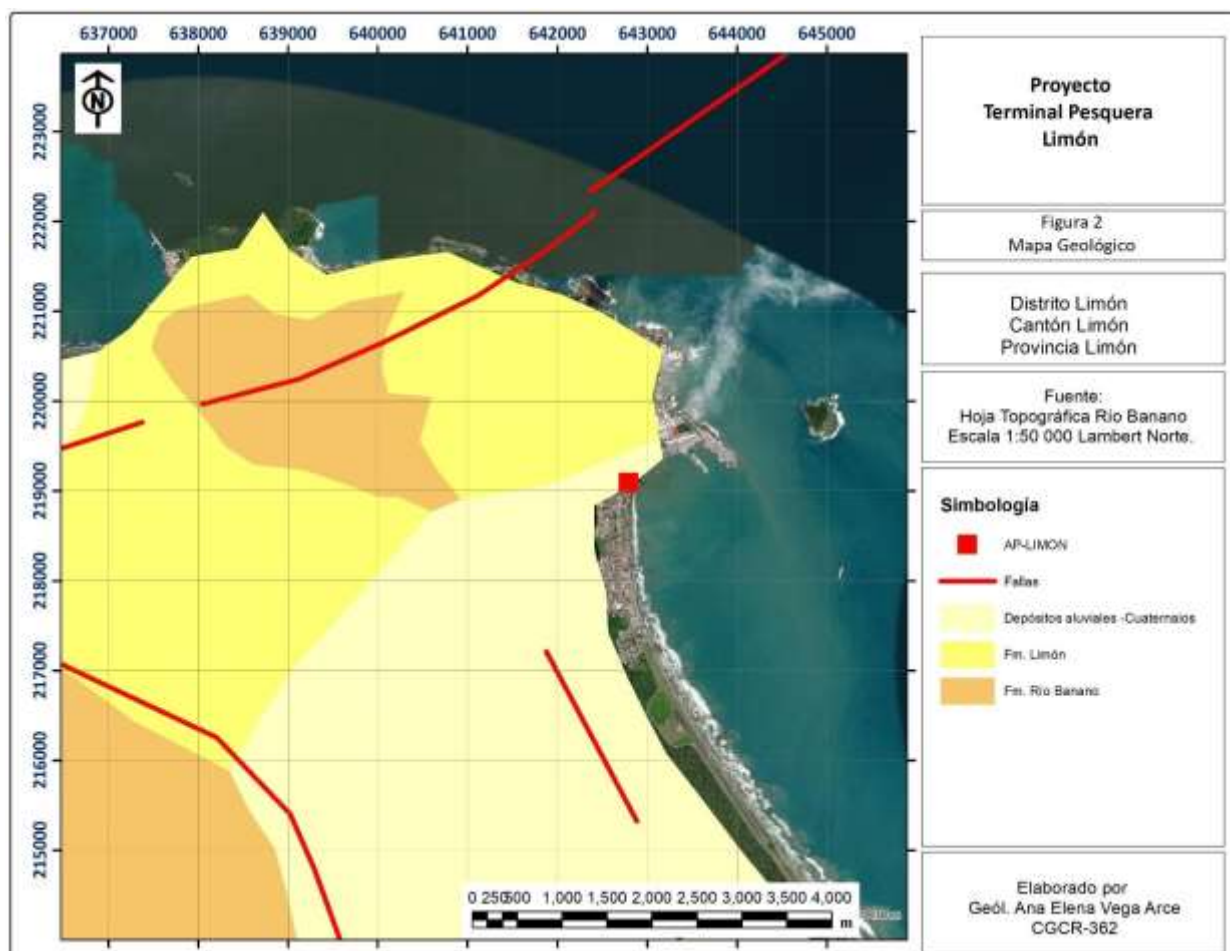 637000 638000 639000 640000 641000 642000 643000 644000 645000
223000
222000
221000
220000
219000
218000
217000
216000
215000
N
0 250500 1,000 1,500 2,000 2,500 3,000 3,500 4,000
m
Proyecto
Terminal Pesquera
Limón
Figura 2
Mapa Geológico
Distrito Limón
Cantón Limón
Provincia Limón
Fuente:
Hoja Topográfica Río Banano
Escala 1:50 000 Lambert Norte.
Simbología
AP-LIMON
Fallas
Depósitos aluviales -Cuaternaios
Fm. Limón
Fm. Río Banano
Elaborado por
Geól. Ana Elena Vega Arce
CGCR-362